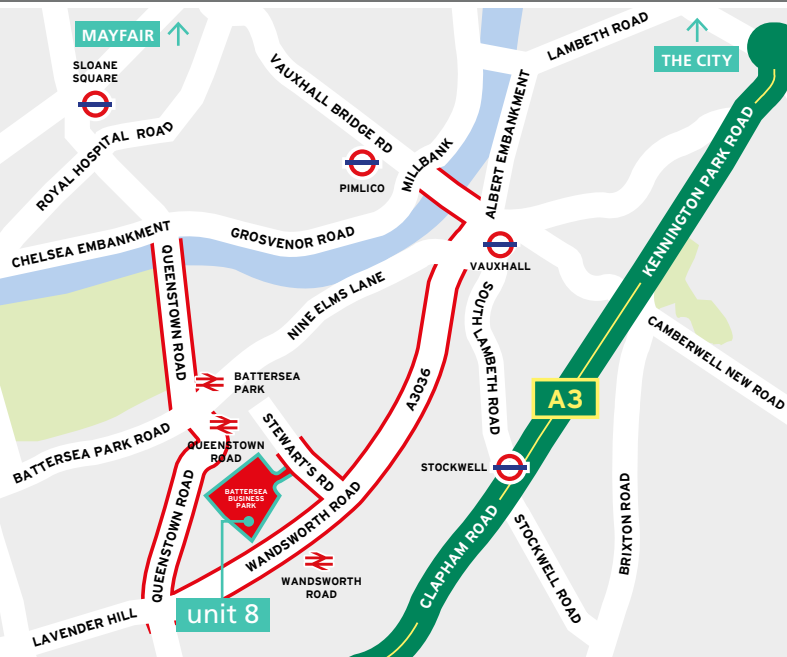 MAYFAIR
SLOANE
SQUARE
ROYAL HOSPITAL ROAD
VAUXHALL BRIDGE RD
LAMBETH ROAD
THE CITY
PIMLICO
MILLBANK
ALBERT EMBANKMENT
KENNINGTON PARK ROAD
CHELSEA EMBANKMENT
GROSVENOR ROAD
VAUXHALL
QUEENSTOWN ROAD
NINE ELMS LANE
SOUTH LAMBETH ROAD
CAMBERWELL NEW ROAD
BATTERSEA
PARK
A3036
A3
BATTERSEA PARK ROAD
QUEENSTOWN
ROAD
STEWART'S RD
STOCKWELL
QUEENSTOWN ROAD
BATTERSEA
BUSINESS
PARK
WANDSWORTH ROAD
CLAPHAM ROAD
STOCKWELL ROAD
BRIXTON ROAD
WANDSWORTH
ROAD
unit 8
LAVENDER HILL